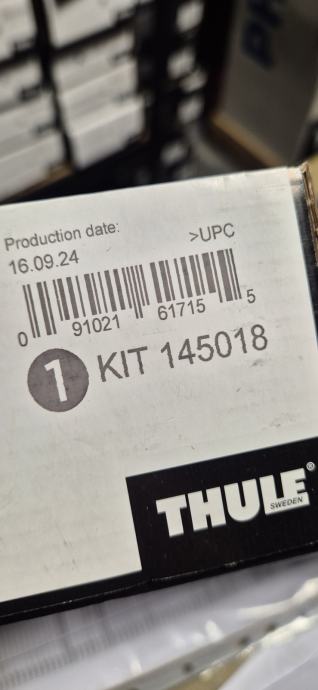 Production date:
>UPC
16.09.24
0 91021 61715 5
1 KIT 145018
THULE®
SWEDEN